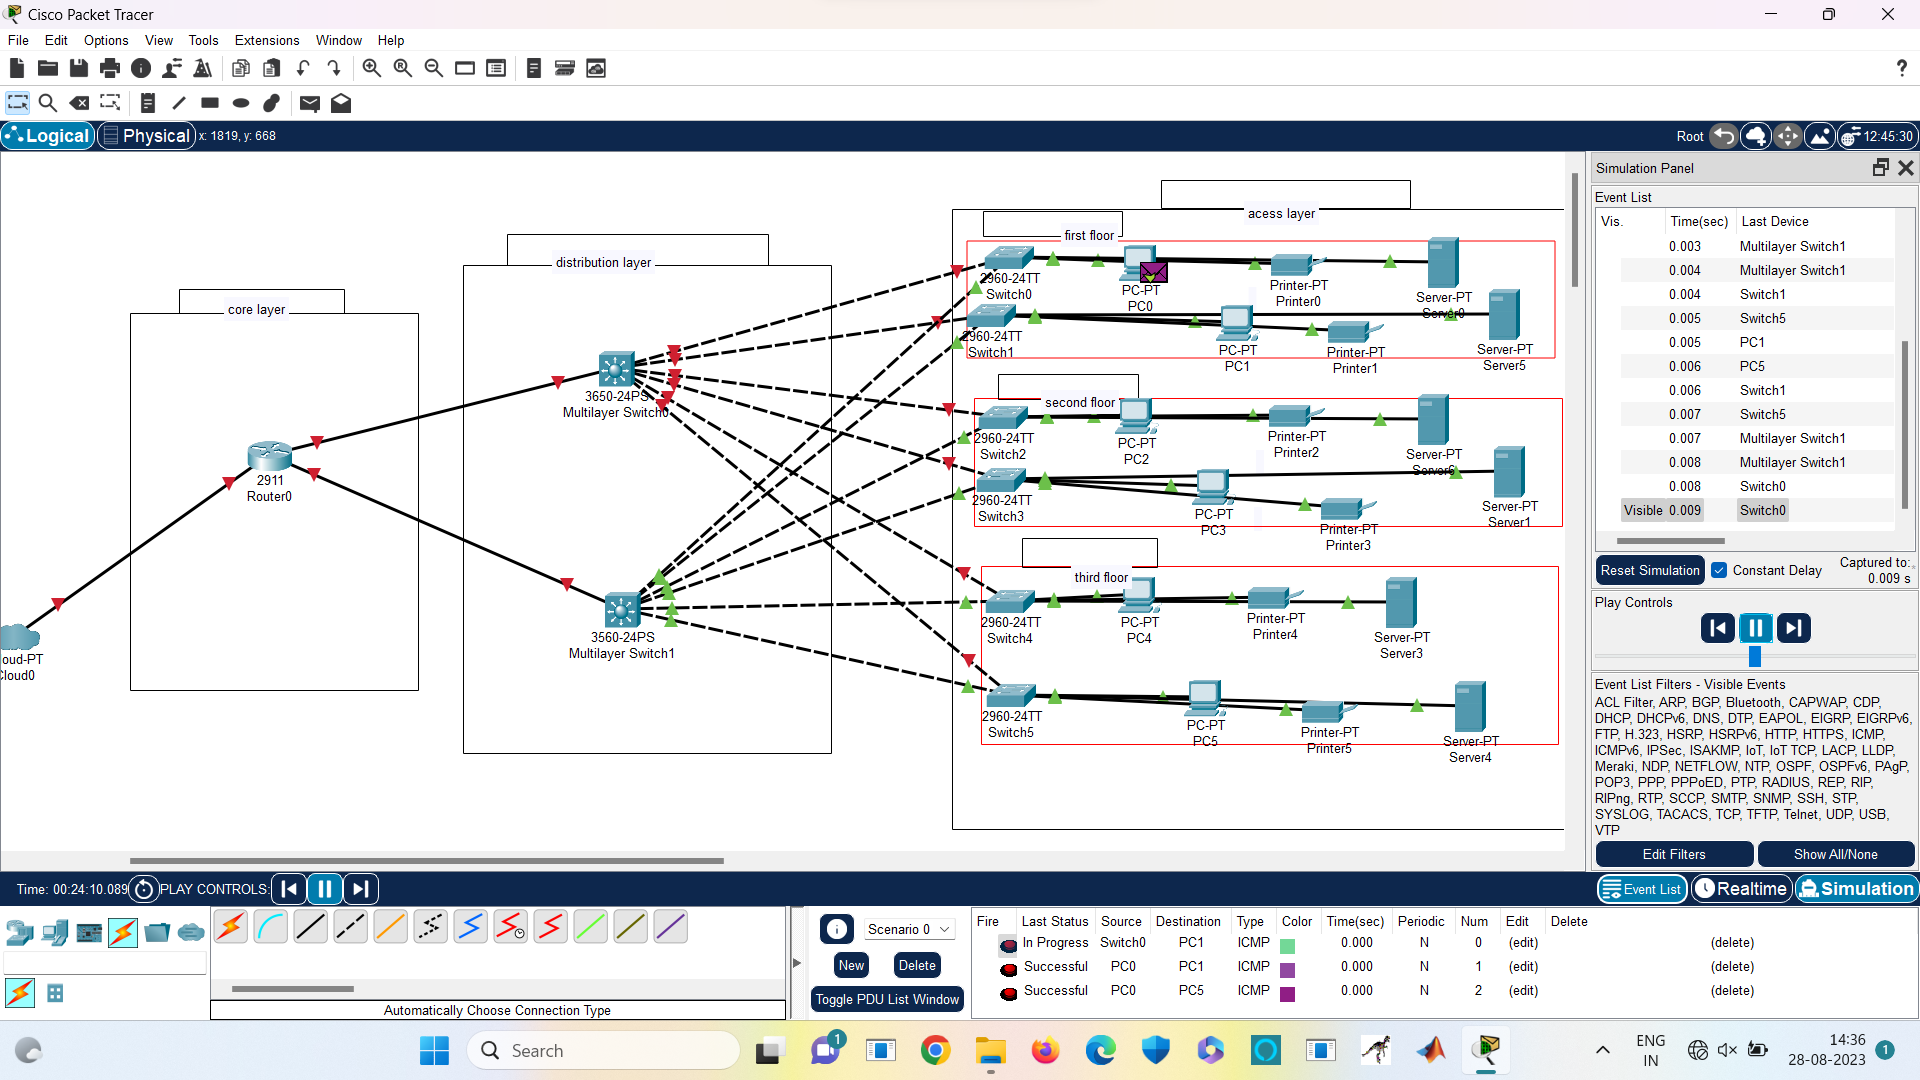 Cisco Packet Tracer
File Edit Options View Tools Extensions Window Help
Logical Physical x: 1819, y: 668
Root 12:45:30
core layer
distribution layer
acess layer
first floor
2960-24TT
Switch0
PC-PT
PC0
Printer-PT
Printer0
Server-PT
Server0
2960-24TT
Switch1
PC-PT
PC1
Printer-PT
Printer1
Server-PT
Server5
3650-24PS
Multilayer Switch0
second floor
2960-24TT
Switch2
PC-PT
PC2
Printer-PT
Printer2
Server-PT
Server6
2960-24TT
Switch3
PC-PT
PC3
Printer-PT
Printer3
Server-PT
Server1
2911
Router0
third floor
2960-24TT
Switch4
PC-PT
PC4
Printer-PT
Printer4
Server-PT
Server3
3560-24PS
Multilayer Switch1
oud-PT
Cloud0
2960-24TT
Switch5
PC-PT
PC5
Printer-PT
Printer5
Server-PT
Server4
Simulation Panel
Event List
Vis. Time(sec) Last Device
0.003 Multilayer Switch1
0.004 Multilayer Switch1
0.004 Switch1
0.005 Switch5
0.005 PC1
0.006 PC5
0.006 Switch1
0.007 Switch5
0.007 Multilayer Switch1
0.008 Multilayer Switch1
0.008 Switch0
Visible 0.009 Switch0
Reset Simulation Constant Delay Captured to:
0.009 s
Play Controls
Event List Filters - Visible Events
ACL Filter, ARP, BGP, Bluetooth, CAPWAP, CDP,
DHCP, DHCPv6, DNS, DTP, EAPOL, EIGRP, EIGRPv6,
FTP, H.323, HSRP, HSRPv6, HTTP, HTTPS, ICMP,
ICMPv6, IPSec, ISAKMP, IoT, IoT TCP, LACP, LLDP,
Meraki, NDP, NETFLOW, NTP, OSPF, OSPFv6, PAgP,
POP3, PPP, PPPoED, PTP, RADIUS, REP, RIP,
RIPng, RTP, SCCP, SMTP, SNMP, SSH, STP,
SYSLOG, TACACS, TCP, TFTP, Telnet, UDP, USB,
VTP
Edit Filters Show All/None
Time: 00:24:10.089 PLAY CONTROLS:
Event List Realtime Simulation
Automatically Choose Connection Type
Scenario 0
New Delete
Toggle PDU List Window
Fire Last Status Source Destination Type Color Time(sec) Periodic Num Edit Delete
In Progress Switch0 PC1 ICMP 0.000 N 0 (edit) (delete)
Successful PC0 PC1 ICMP 0.000 N 1 (edit) (delete)
Successful PC0 PC5 ICMP 0.000 N 2 (edit) (delete)
Search
1
ENG
IN
14:36
28-08-2023
1